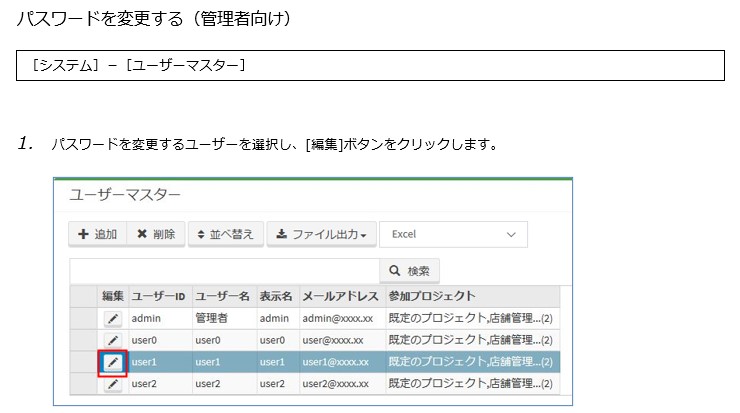 パスワードを変更する（管理者向け）
［システム］－［ユーザーマスター］
1. パスワードを変更するユーザーを選択し、[編集]ボタンをクリックします。
ユーザーマスター
追加 削除 並べ替え ファイル出力 Excel
検索
編集 ユーザーID ユーザー名 表示名 メールアドレス 参加プロジェクト
admin 管理者 admin admin@xxxx.xx 既定のプロジェクト,店舗管理...(2)
user0 user0 user0 user@xxxx.xx 既定のプロジェクト,店舗管理...(2)
user1 user1 user1 user1@xxxx.xx 既定のプロジェクト,店舗管理...(2)
user2 user2 user2 user2@xxxx.xx 既定のプロジェクト,店舗管理...(2)